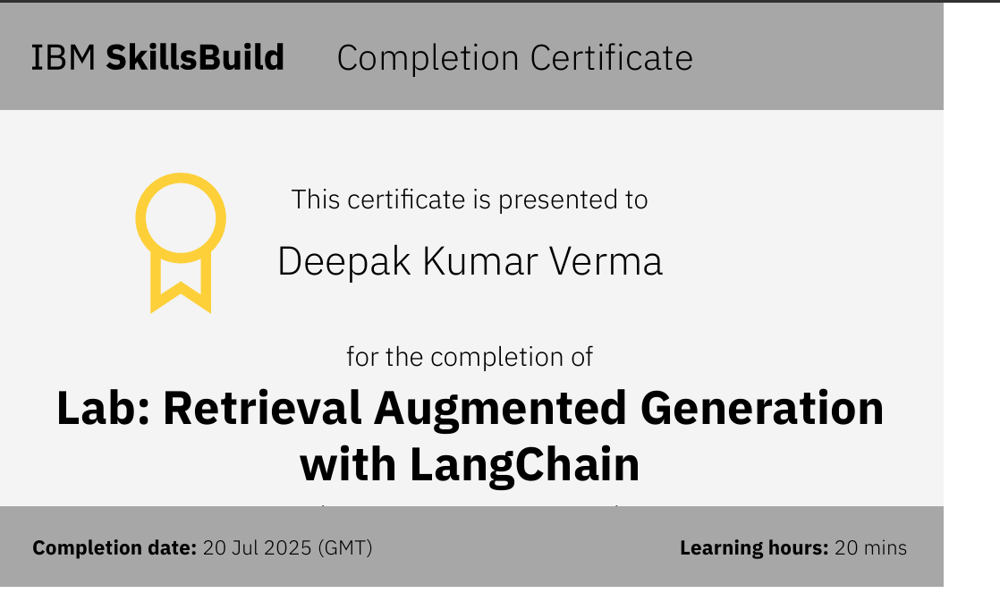 IBM SkillsBuild Completion Certificate
This certificate is presented to
Deepak Kumar Verma
for the completion of
Lab: Retrieval Augmented Generation
with LangChain
Completion date: 20 Jul 2025 (GMT)
Learning hours: 20 mins